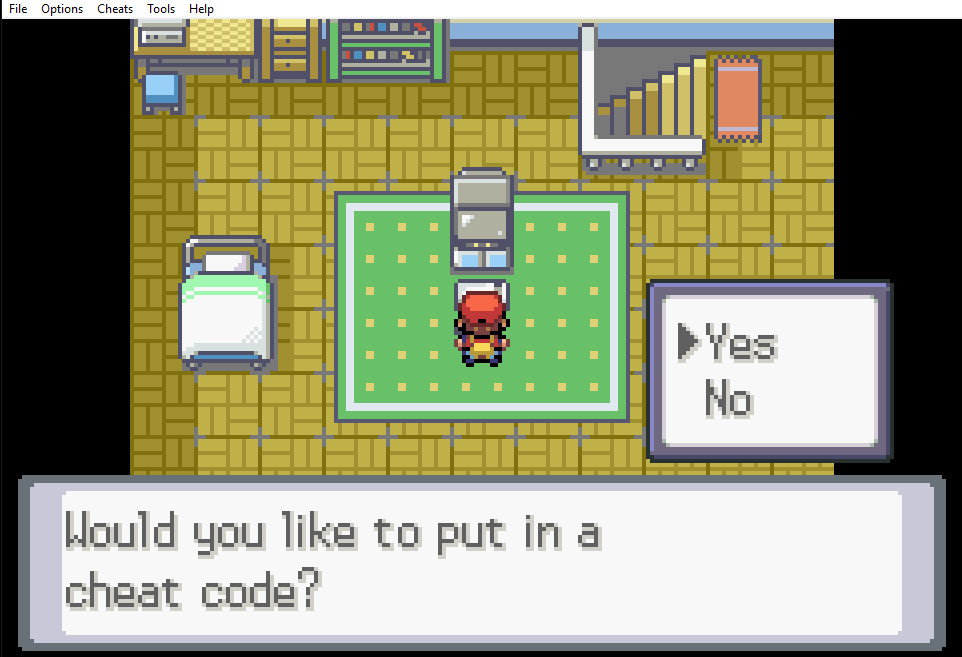 File Options Cheats Tools Help
Yes
No
Would you like to put in a
cheat code?